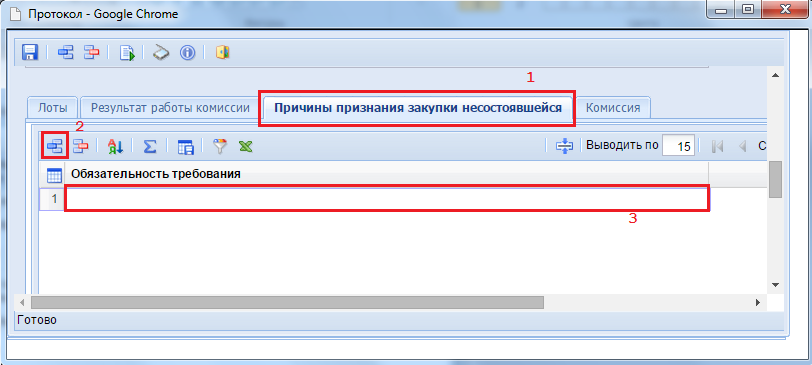 Протокол - Google Chrome
1
Лоты Результат работы комиссии Причины признания закупки несостоявшейся Комиссия
2
Выводить по 15 С
Обязательность требования
1
3
Готово